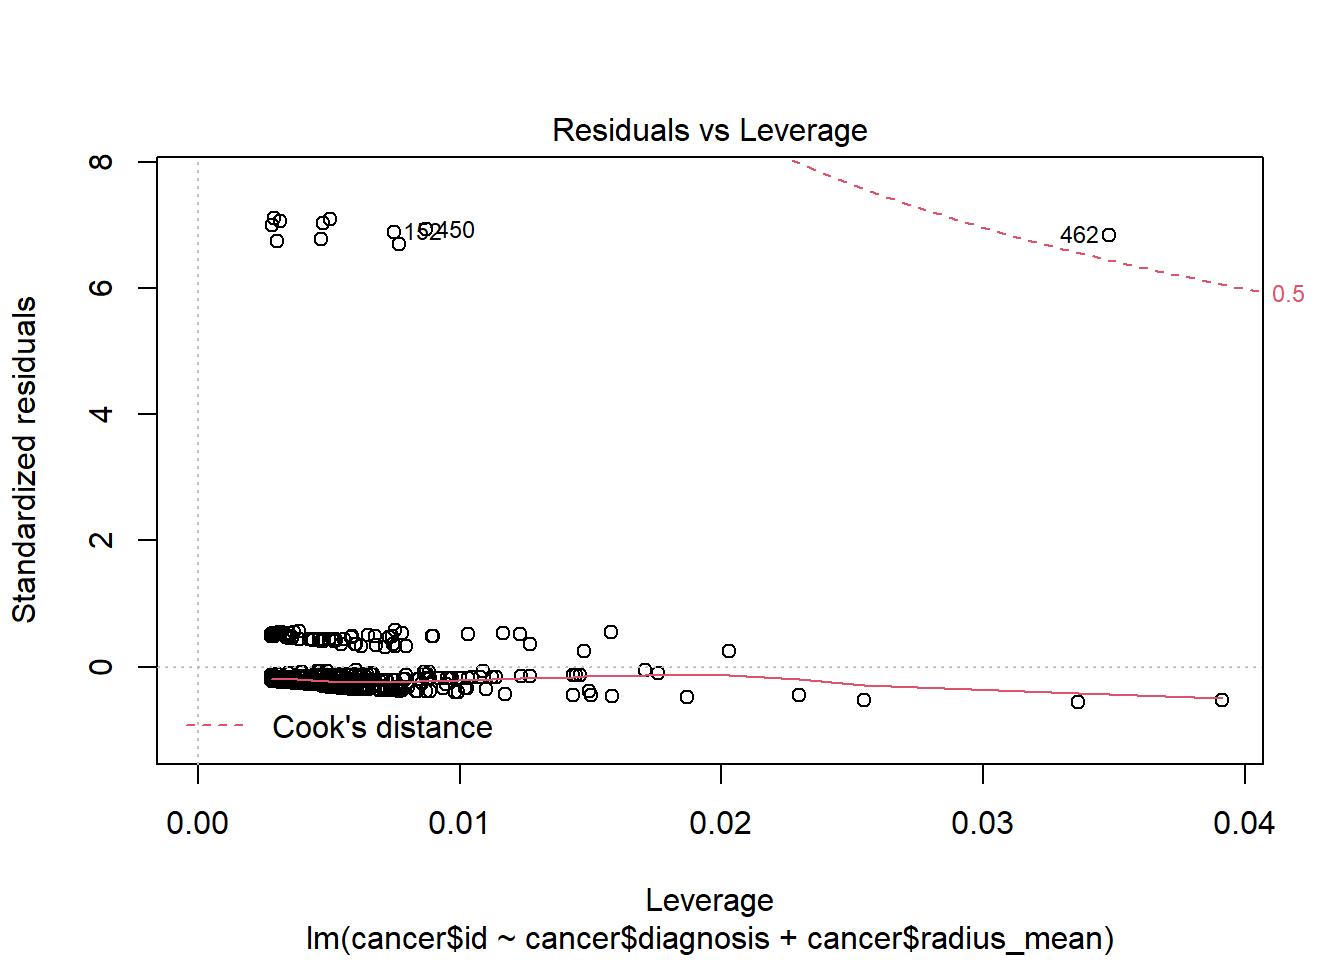 Residuals vs Leverage
Standardized residuals
8
6
4
2
0
152
450
462
0.5
Cook's distance
0.00 0.01 0.02 0.03 0.04
Leverage
lm(cancer$id ~ cancer$diagnosis + cancer$radius_mean)